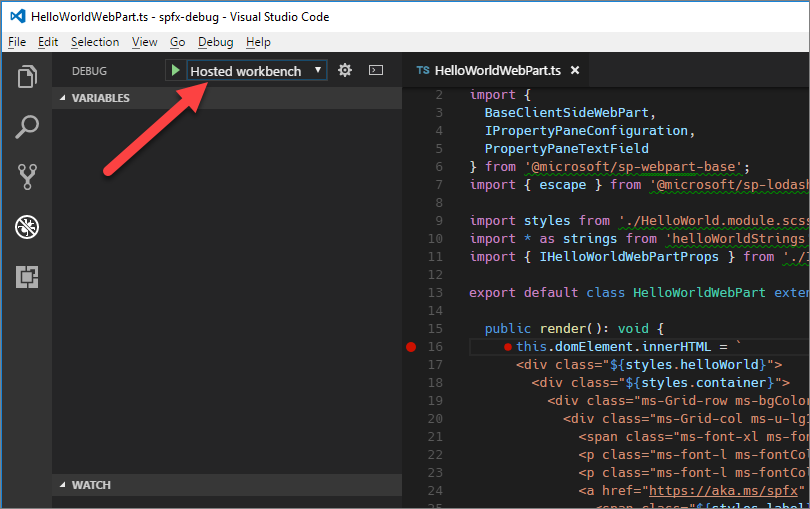 HelloWorldWebPart.ts - spfx-debug - Visual Studio Code
File Edit Selection View Go Debug Help
DEBUG Hosted workbench
VARIABLES
WATCH
TS HelloWorldWebPart.ts
2 import {
3 BaseClientSideWebPart,
4 IPropertyPaneConfiguration,
5 PropertyPaneTextField
6 } from '@microsoft/sp-webpart-base';
7 import { escape } from '@microsoft/sp-lodash
8
9 import styles from './HelloWorld.module.scss
10 import * as strings from 'helloWorldStrings
11 import { IHelloWorldWebPartProps } from './
12
13 export default class HelloWorldWebPart exten
14
15 public render(): void {
16 this.domElement.innerHTML = `
17 <div class="${styles.helloWorld}">
18 <div class="${styles.container}">
19 <div class="ms-Grid-row ms-bgColor
20 <div class="ms-Grid-col ms-u-lg1
21 <span class="ms-font-xl ms-fon
22 <p class="ms-font-l ms-fontCol
23 <p class="ms-font-l ms-fontCol
24 <a href="https://aka.ms/spfx"
25 <span class="${styles.label